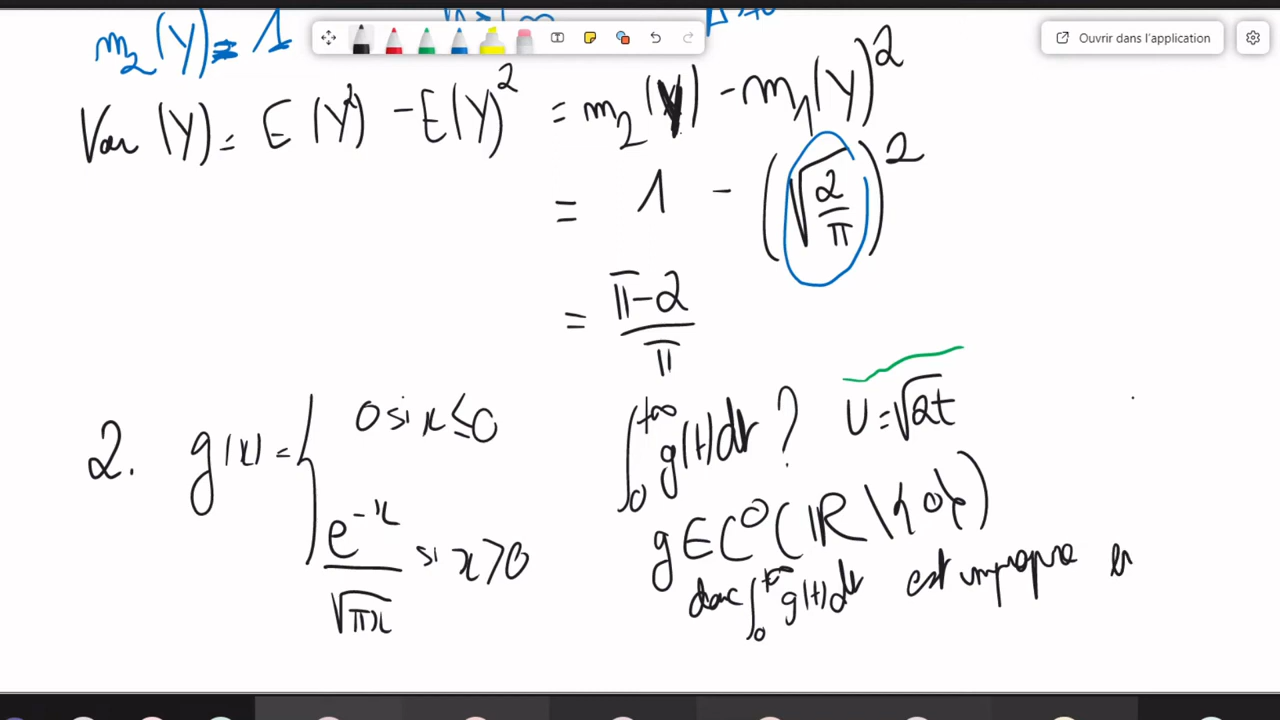 m₂(Y) = 1
Ouvrir dans l'application
Var(Y) = E(Y²) - E(Y)² = m₂(Y) - m₁(Y)²
= 1 - (√(2/π))²
= (π-2)/π
2. g(x) = { 0 si x ≤ 0
e^(-x)/√(πx) si x > 0
∫₀^(+∞) g(t)dt ? U = √(2t)
g ∈ C⁰(ℝ\{0})
donc ∫₀^(+∞) g(t)dt est impropre en